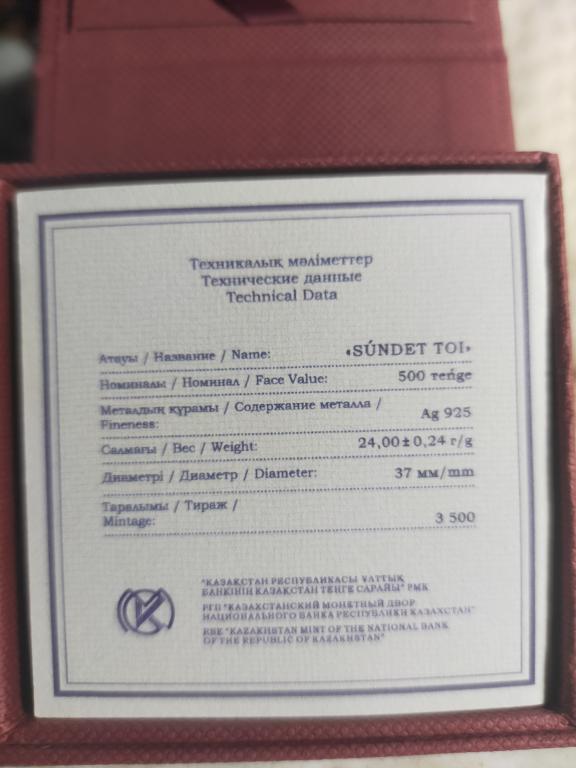 Техникалық мәліметтер
Технические данные
Technical Data
Атауы / Название / Name: «SÚNDET TOI»
Номиналы / Номинал / Face Value: 500 теńge
Металдың құрамы / Содержание металла /
Fineness: Ag 925
Салмағы / Вес / Weight: 24,00±0,24 г/g
Диаметрі / Диаметр / Diameter: 37 мм/mm
Таралымы / Тираж /
Mintage: 3 500
"ҚАЗАҚСТАН РЕСПУБЛИКАСЫ ҰЛТТЫҚ
БАНКІНІҢ ҚАЗАҚСТАН ТЕҢГЕ САРАЙЫ" РМК
РГП "КАЗАХСТАНСКИЙ МОНЕТНЫЙ ДВОР
НАЦИОНАЛЬНОГО БАНКА РЕСПУБЛИКИ КАЗАХСТАН"
RBE "KAZAKHSTAN MINT OF THE NATIONAL BANK
OF THE REPUBLIC OF KAZAKHSTAN"